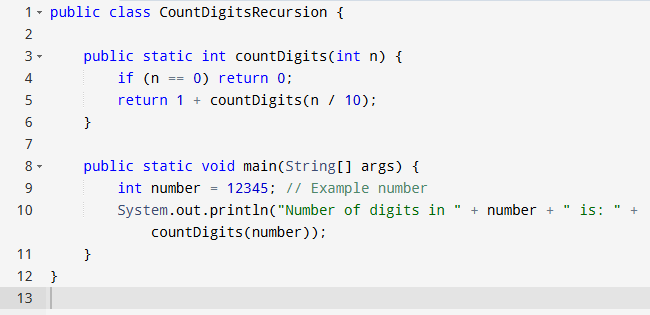 1 public class CountDigitsRecursion {
2
3     public static int countDigits(int n) {
4         if (n == 0) return 0;
5         return 1 + countDigits(n / 10);
6     }
7
8     public static void main(String[] args) {
9         int number = 12345; // Example number
10         System.out.println("Number of digits in " + number + " is: " +
            countDigits(number));
11     }
12 }
13